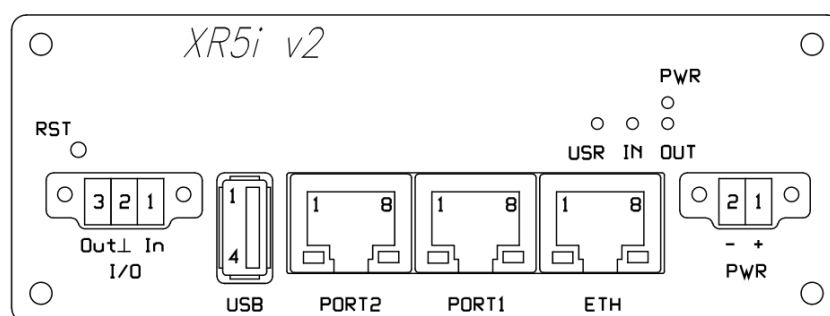 XR5i v2
PWR
RST
USR IN OUT
3 2 1
1
4
1 8
1 8
1 8
2 1
Out⊥ In
I/O
- +
PWR
USB PORT2 PORT1 ETH